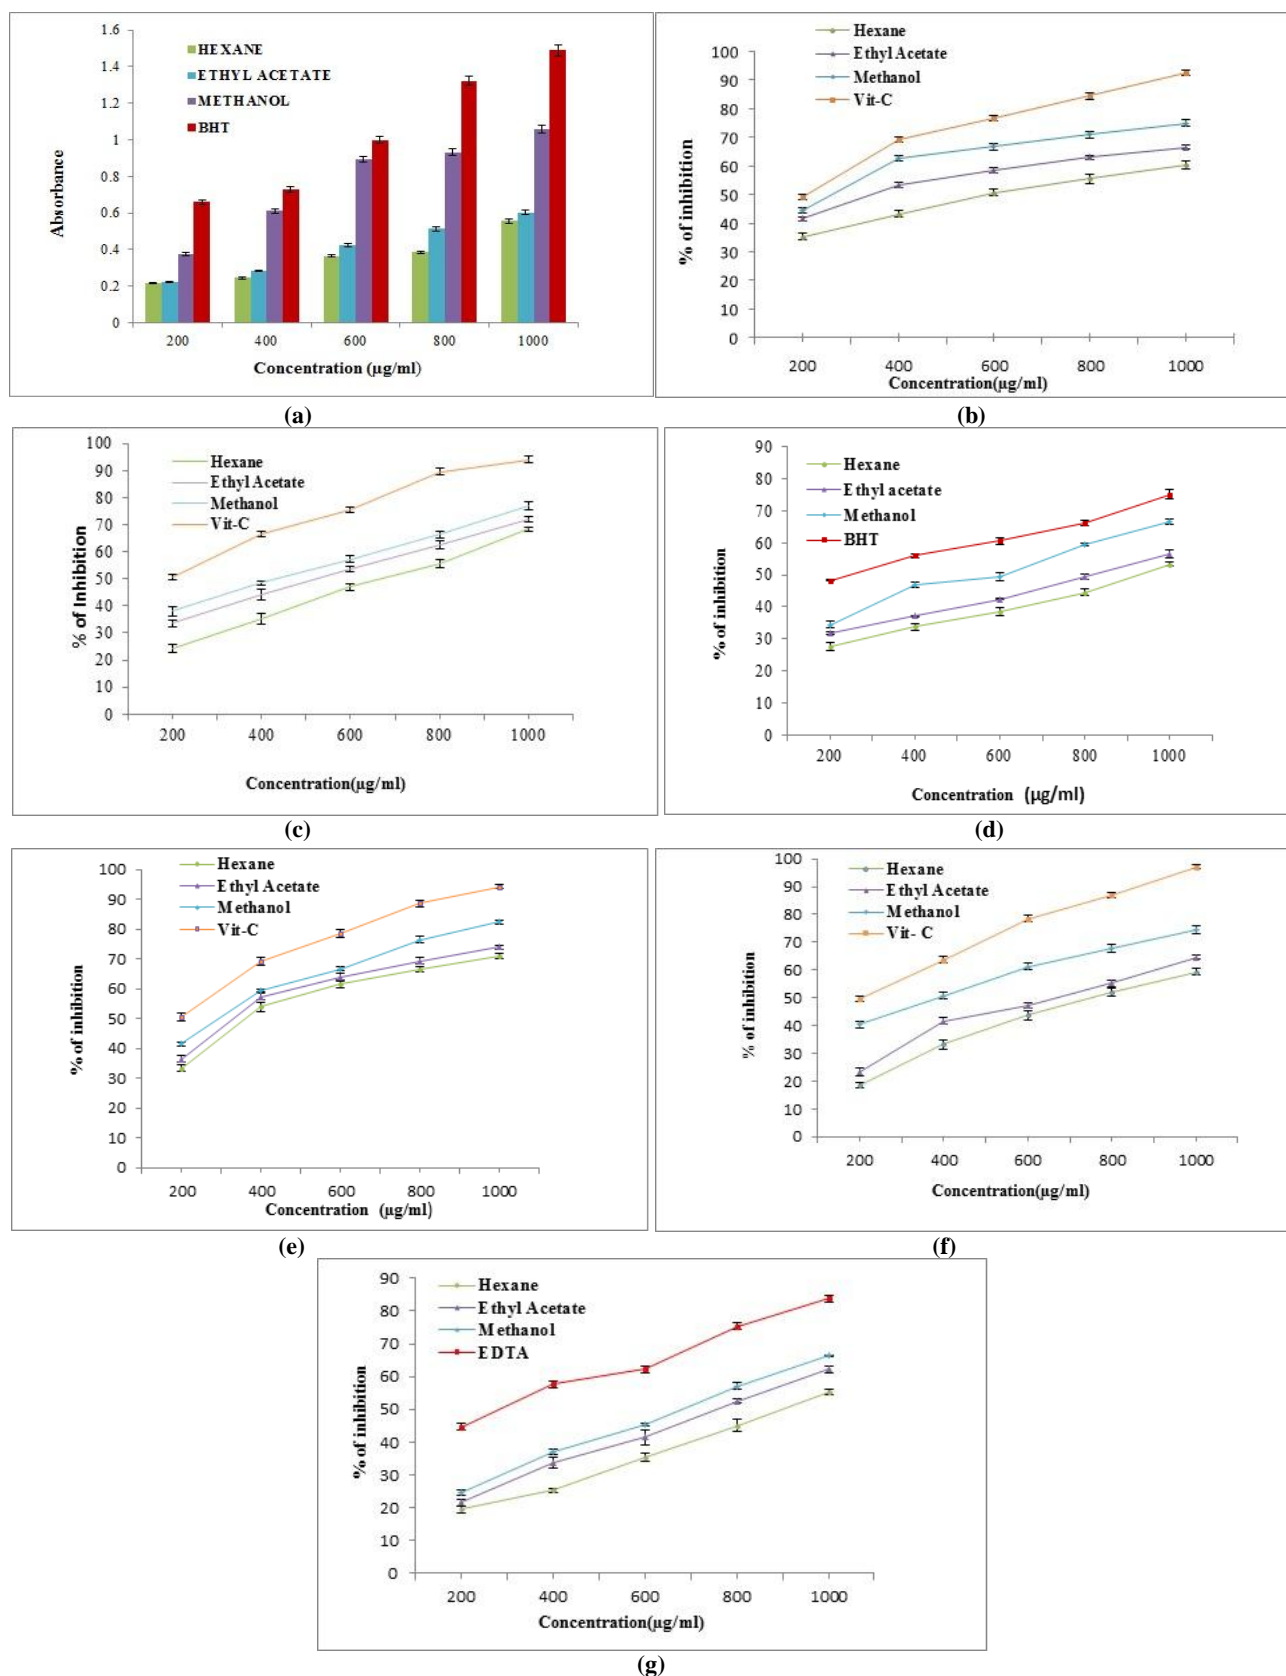 1.6
1.4
1.2
1
0.8
0.6
0.4
0.2
0
Absorbance
HEXANE
ETHYL ACETATE
METHANOL
BHT
200 400 600 800 1000
Concentration (µg/ml)
(a)
100
90
80
70
60
50
40
30
20
10
0
% of inhibition
Hexane
Ethyl Acetate
Methanol
Vit-C
200 400 600 800 1000
Concentration(µg/ml)
(b)
100
90
80
70
60
50
40
30
20
10
0
% of Inhibition
Hexane
Ethyl Acetate
Methanol
Vit-C
200 400 600 800 1000
Concentration(µg/ml)
(c)
90
80
70
60
50
40
30
20
10
0
% of inhibition
Hexane
Ethyl acetate
Methanol
BHT
200 400 600 800 1000
Concentration (µg/ml)
(d)
100
90
80
70
60
50
40
30
20
10
0
% of inhibition
Hexane
Ethyl Acetate
Methanol
Vit-C
200 400 600 800 1000
Concentration (µg/ml)
(e)
100
90
80
70
60
50
40
30
20
10
0
% of inhibition
Hexane
Ethyl Acetate
Methanol
Vit- C
200 400 600 800 1000
Concentration(µg/ml)
(f)
90
80
70
60
50
40
30
20
10
0
% of inhibition
Hexane
Ethyl Acetate
Methanol
EDTA
200 400 600 800 1000
Concentration(µg/ml)
(g)